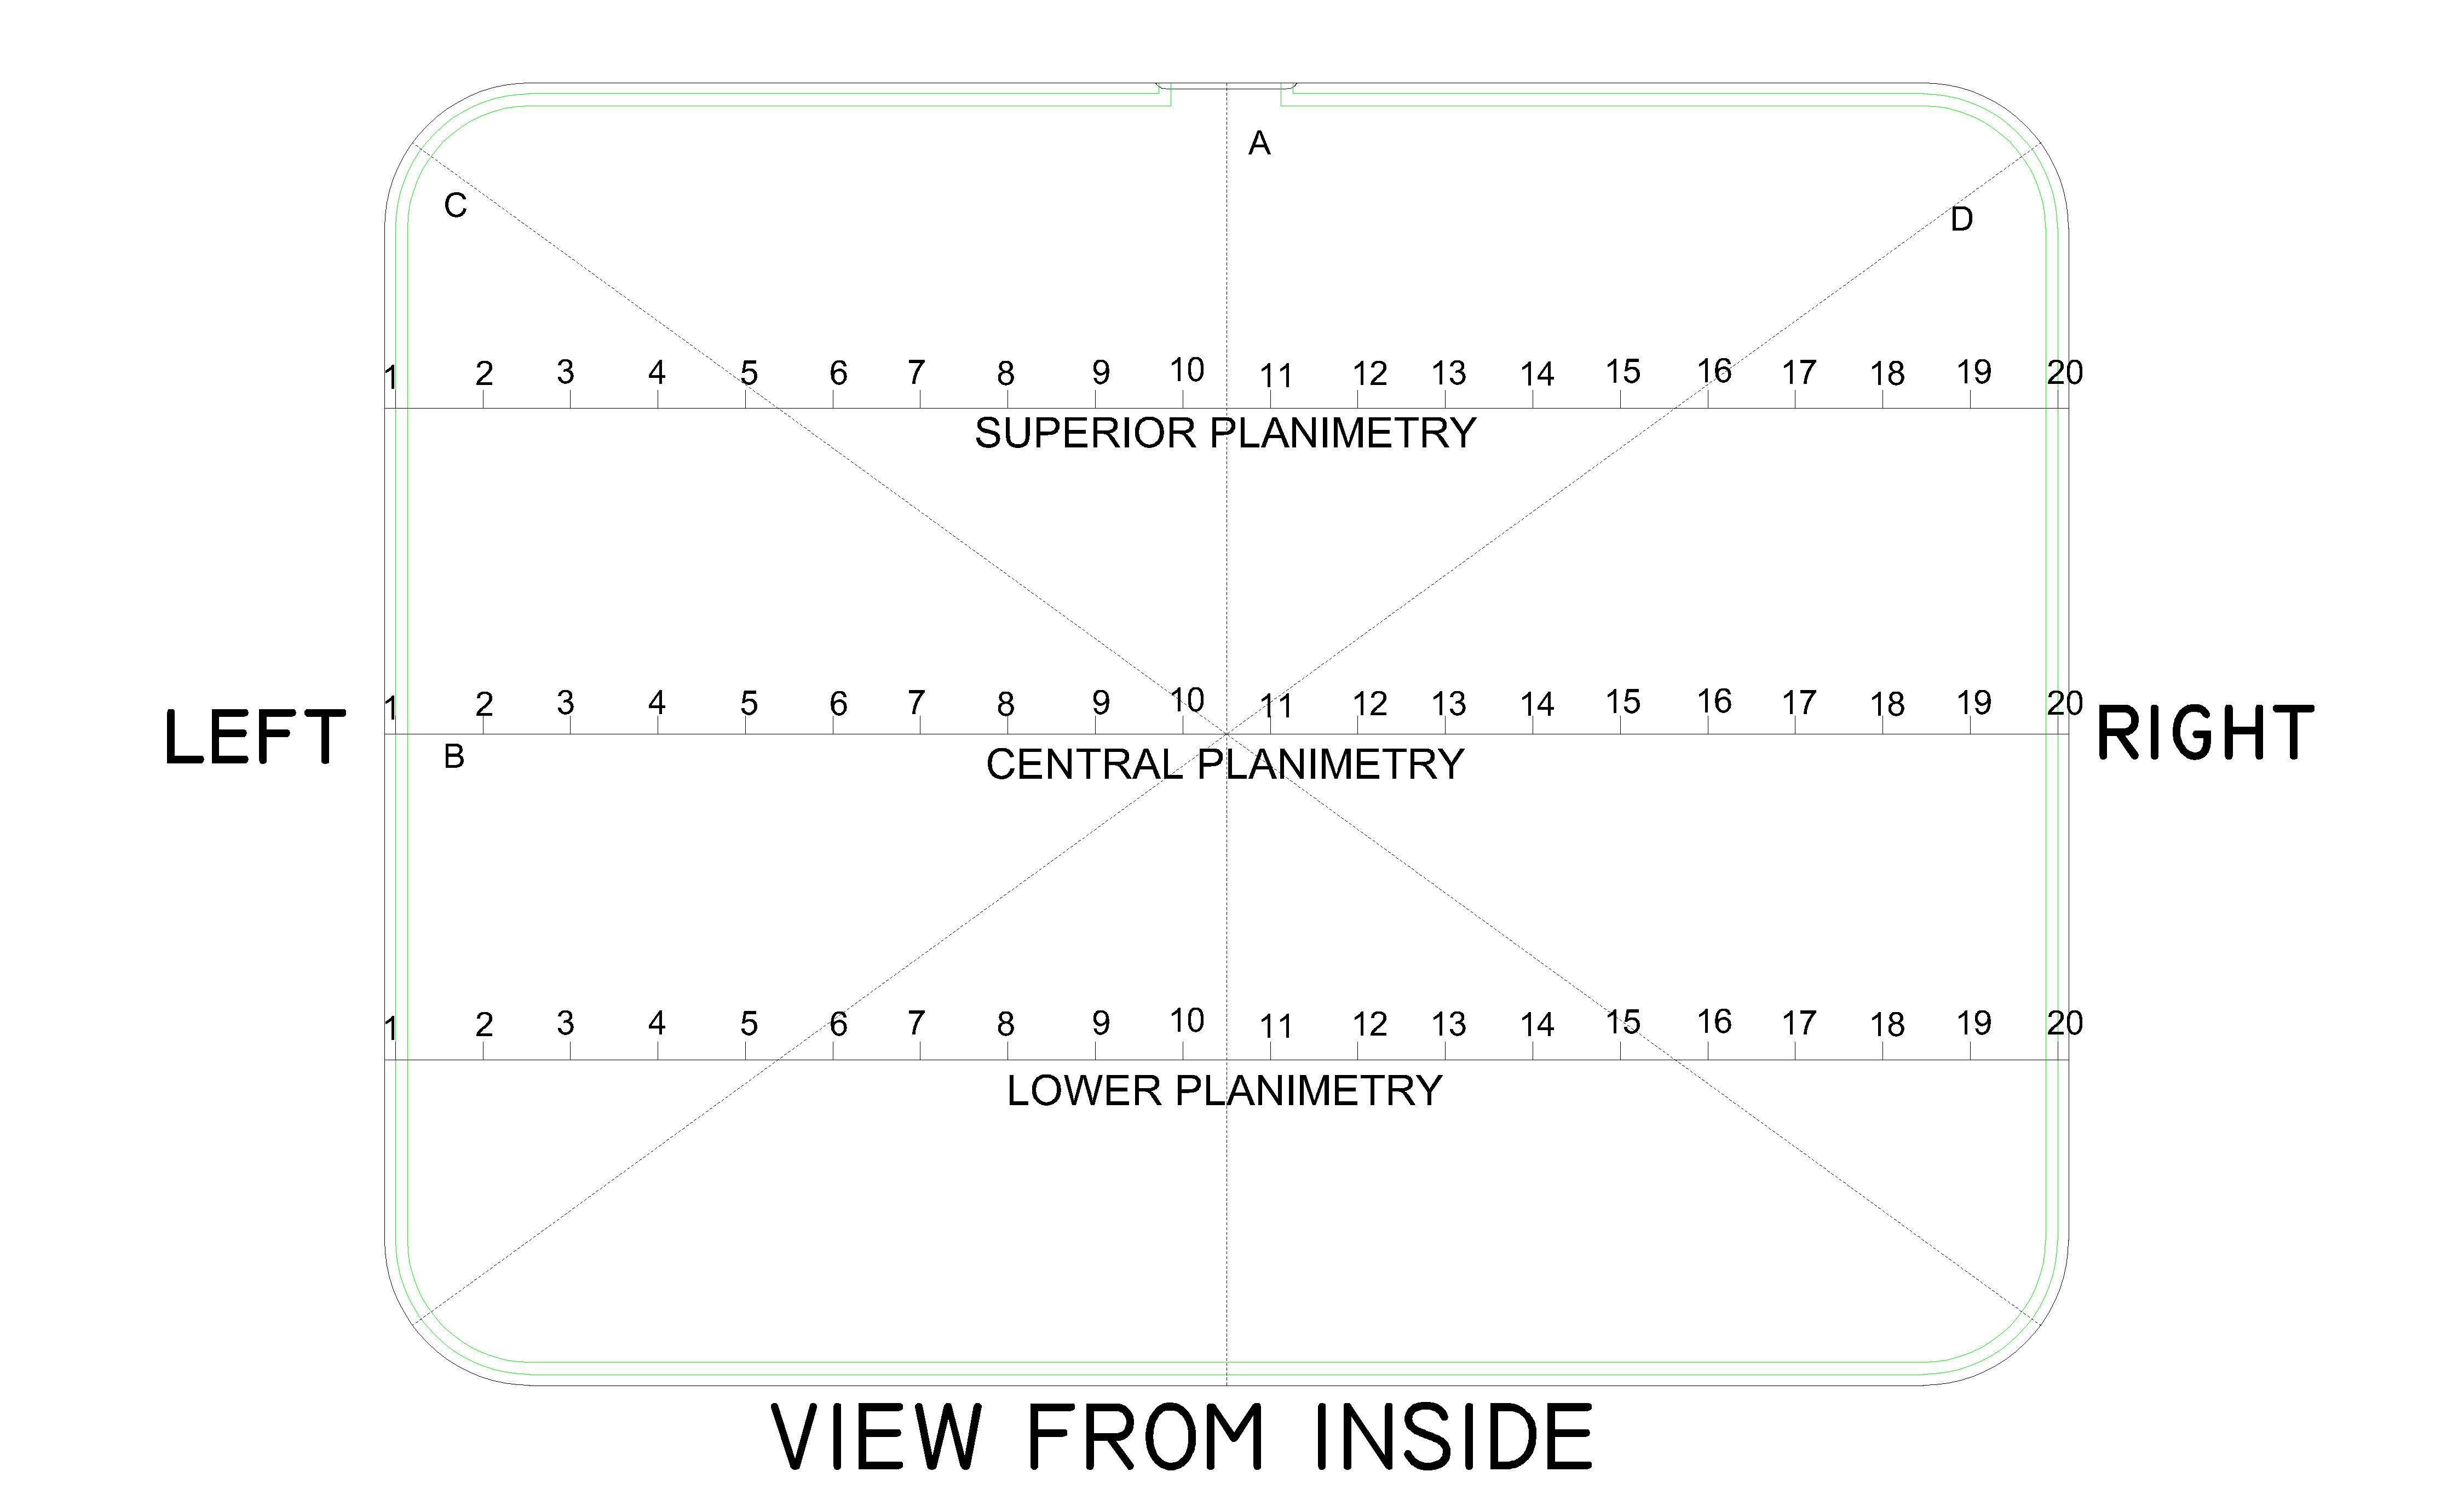 A
C
D
1 2 3 4 5 6 7 8 9 10 11 12 13 14 15 16 17 18 19 20
SUPERIOR PLANIMETRY
1 2 3 4 5 6 7 8 9 10 11 12 13 14 15 16 17 18 19 20
LEFT
RIGHT
B
CENTRAL PLANIMETRY
1 2 3 4 5 6 7 8 9 10 11 12 13 14 15 16 17 18 19 20
LOWER PLANIMETRY
VIEW FROM INSIDE